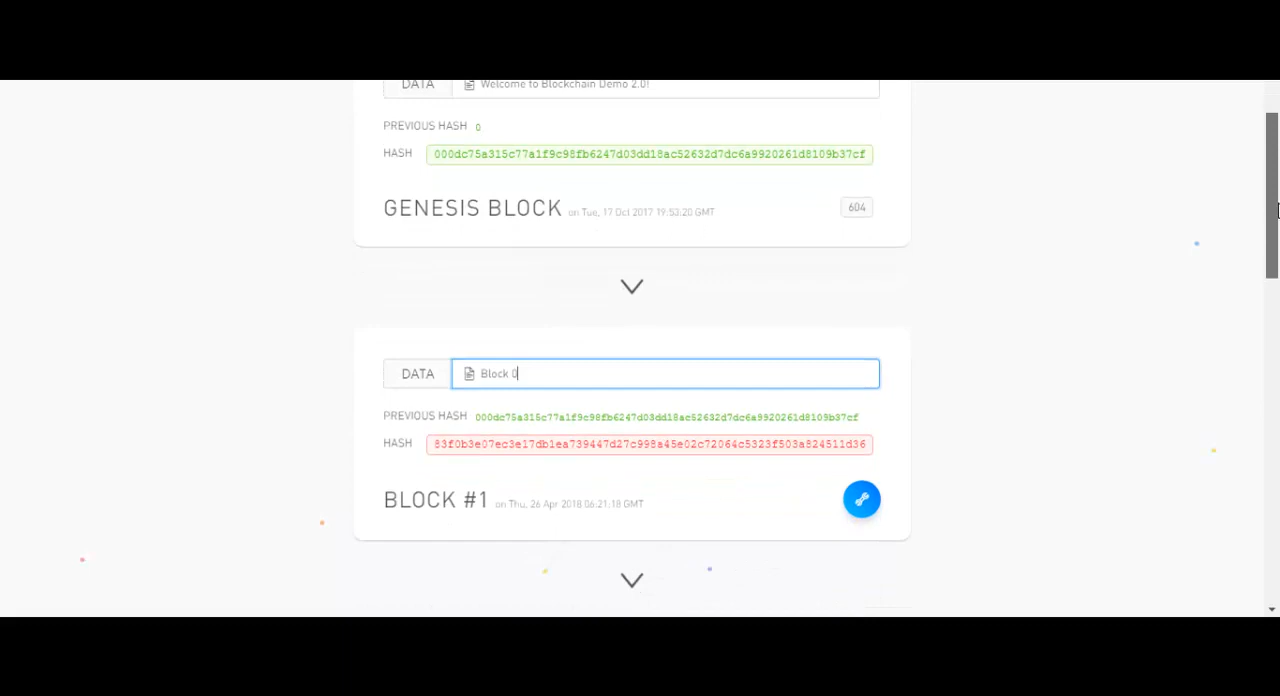 DATA Welcome to Blockchain Demo 2.0!
PREVIOUS HASH 0
HASH 000dc75a315c77a1f9c98fb6247d03dd18ac52632d7dc6a9920261d8109b37cf
GENESIS BLOCK on Tue, 17 Oct 2017 19:53:20 GMT 604
DATA Block 0
PREVIOUS HASH 000dc75a315c77a1f9c98fb6247d03dd18ac52632d7dc6a9920261d8109b37cf
HASH 83f0b3e07ec3e17db1ea739447d27c998a45e02c72064c5323f503a824511d36
BLOCK #1 on Thu, 26 Apr 2018 06:21:18 GMT